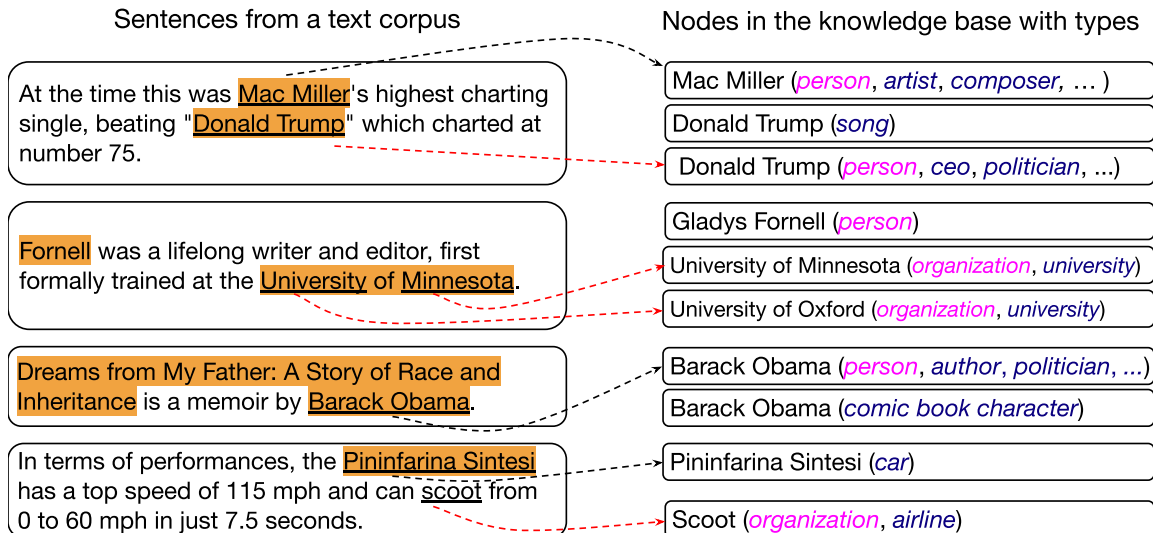 Sentences from a text corpus
Nodes in the knowledge base with types
At the time this was Mac Miller's highest charting
single, beating "Donald Trump" which charted at
number 75.
Fornell was a lifelong writer and editor, first
formally trained at the University of Minnesota.
Dreams from My Father: A Story of Race and
Inheritance is a memoir by Barack Obama.
In terms of performances, the Pininfarina Sintesi
has a top speed of 115 mph and can scoot from
0 to 60 mph in just 7.5 seconds.
Mac Miller (person, artist, composer, ... )
Donald Trump (song)
Donald Trump (person, ceo, politician, ...)
Gladys Fornell (person)
University of Minnesota (organization, university)
University of Oxford (organization, university)
Barack Obama (person, author, politician, ...)
Barack Obama (comic book character)
Pininfarina Sintesi (car)
Scoot (organization, airline)